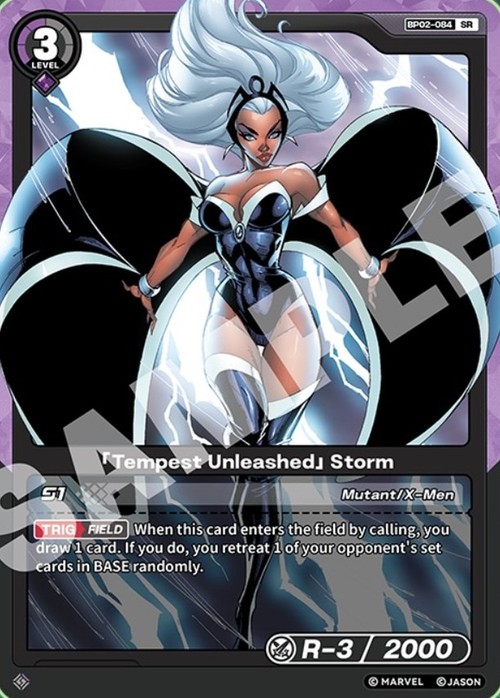 3
LEVEL
BP02-084 SR
SAMPLE
「Tempest Unleashed」 Storm
S1
Mutant/X-Men
TRIG FIELD When this card enters the field by calling, you
draw 1 card. If you do, you retreat 1 of your opponent's set
cards in BASE randomly.
R-3 / 2000
© MARVEL ©JASON